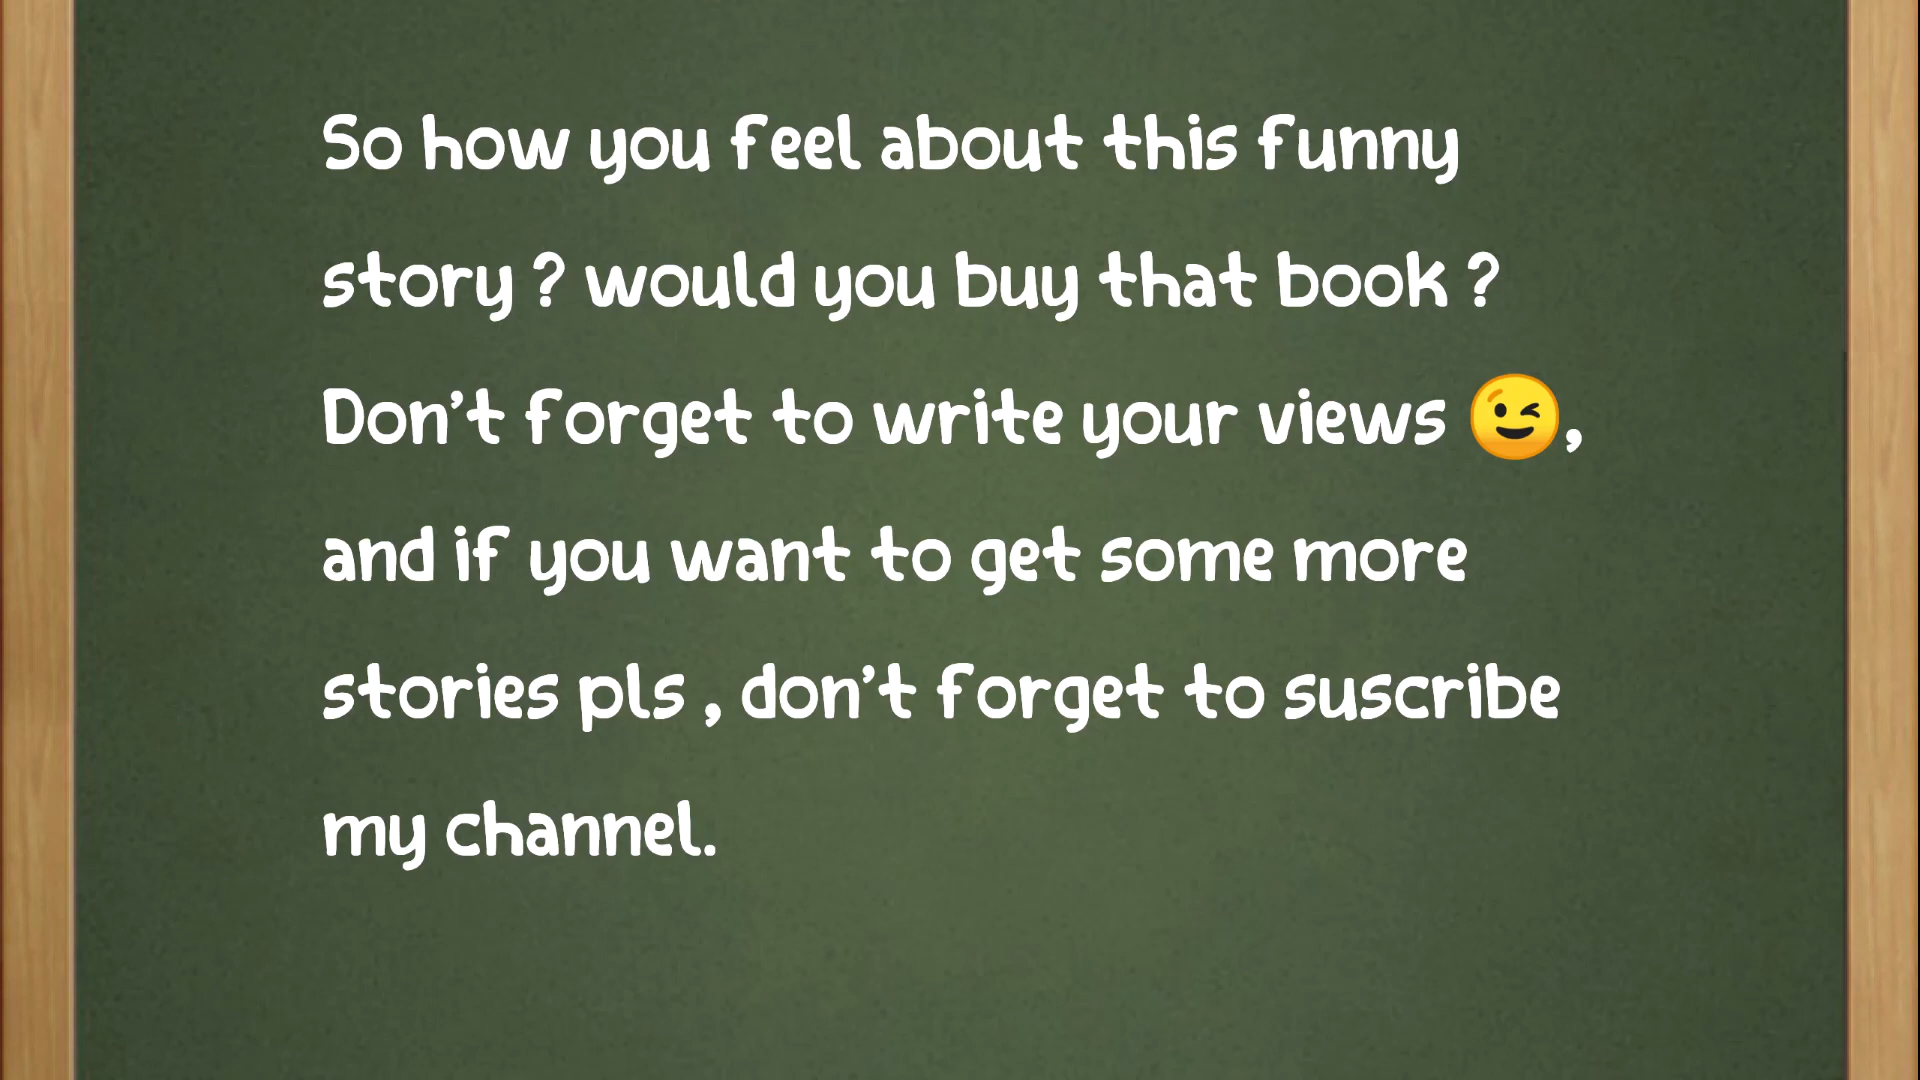 So how you feel about this funny
story ? would you buy that book ?
Don't forget to write your views 😉,
and if you want to get some more
stories pls , don't forget to suscribe
my channel.